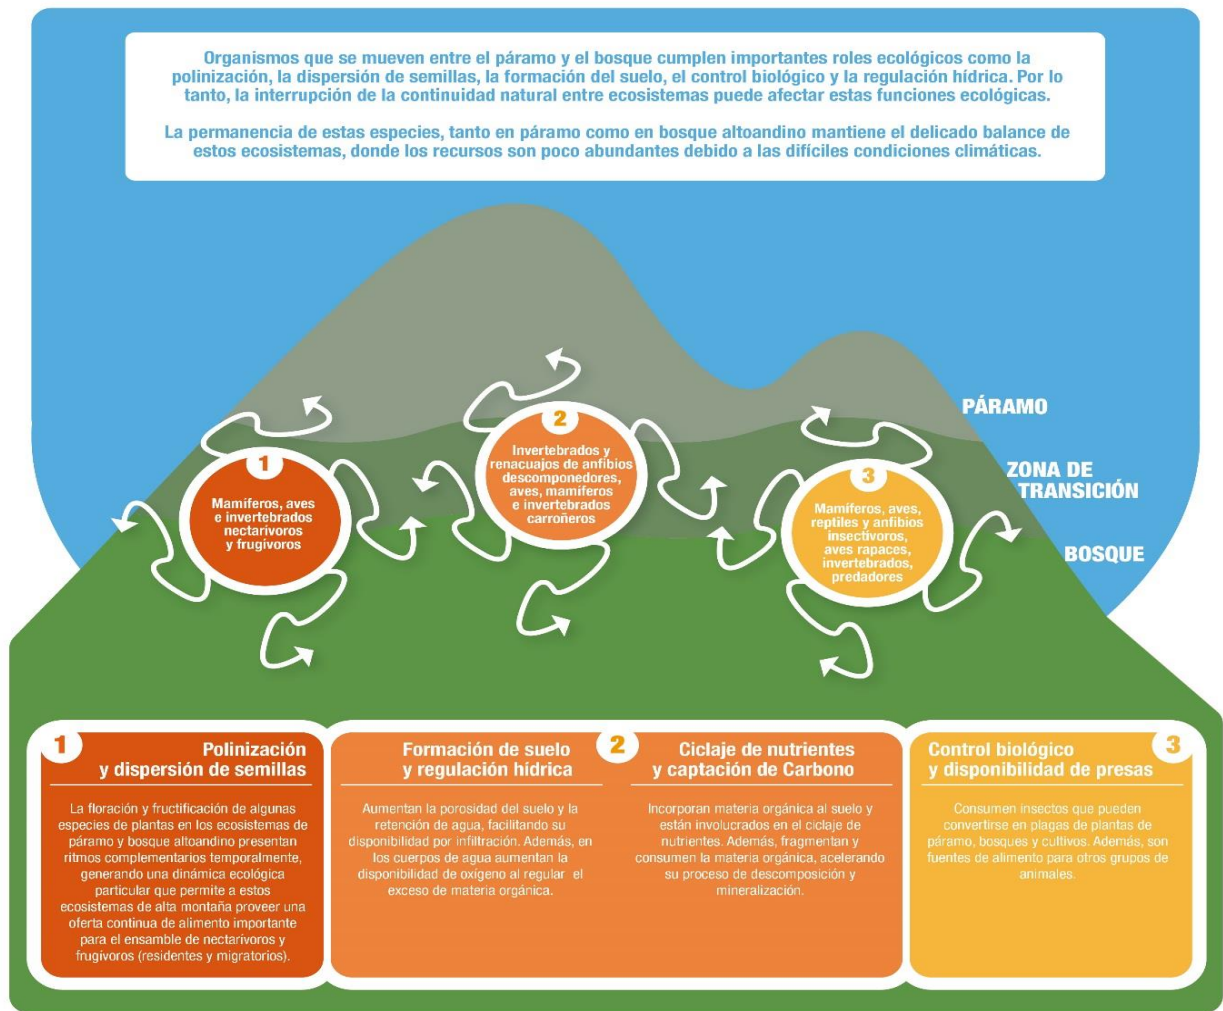 Organismos que se mueven entre el páramo y el bosque cumplen importantes roles ecológicos como la
polinización, la dispersión de semillas, la formación del suelo, el control biológico y la regulación hídrica. Por lo
tanto, la interrupción de la continuidad natural entre ecosistemas puede afectar estas funciones ecológicas.
La permanencia de estas especies, tanto en páramo como en bosque altoandino mantiene el delicado balance de
estos ecosistemas, donde los recursos son poco abundantes debido a las difíciles condiciones climáticas.
PÁRAMO
ZONA DE
TRANSICIÓN
BOSQUE
1
Mamíferos, aves
e invertebrados
nectarívoros
y frugívoros
2
Invertebrados y
renacuajos de anfibios
descomponedores,
aves, mamíferos
e invertebrados
carroñeros
3
Mamíferos, aves,
reptiles y anfibios
insectívoros,
aves rapaces,
invertebrados,
predadores
1
Polinización
y dispersión de semillas
La floración y fructificación de algunas
especies de plantas en los ecosistemas de
páramo y bosque altoandino presentan
ritmos complementarios temporalmente,
generando una dinámica ecológica
particular que permite a estos
ecosistemas de alta montaña proveer una
oferta continua de alimento importante
para el ensamble de nectarívoros y
frugívoros (residentes y migratorios).
2
Formación de suelo
y regulación hídrica
Aumentan la porosidad del suelo y la
retención de agua, facilitando su
disponibilidad por infiltración. Además, en
los cuerpos de agua aumentan la
disponibilidad de oxígeno al regular el
exceso de materia orgánica.
Ciclaje de nutrientes
y captación de Carbono
Incorporan materia orgánica al suelo y
están involucrados en el ciclaje de
nutrientes. Además, fragmentan y
consumen la materia orgánica, acelerando
su proceso de descomposición y
mineralización.
3
Control biológico
y disponibilidad de presas
Consumen insectos que pueden
convertirse en plagas de plantas de
páramo, bosques y cultivos. Además, son
fuentes de alimento para otros grupos de
animales.